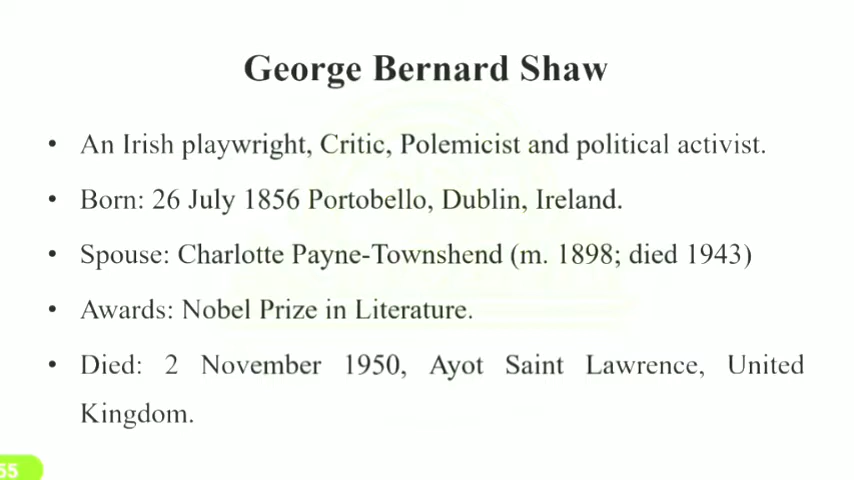 George Bernard Shaw
• An Irish playwright, Critic, Polemicist and political activist.
• Born: 26 July 1856 Portobello, Dublin, Ireland.
• Spouse: Charlotte Payne-Townshend (m. 1898; died 1943)
• Awards: Nobel Prize in Literature.
• Died: 2 November 1950, Ayot Saint Lawrence, United
Kingdom.
55